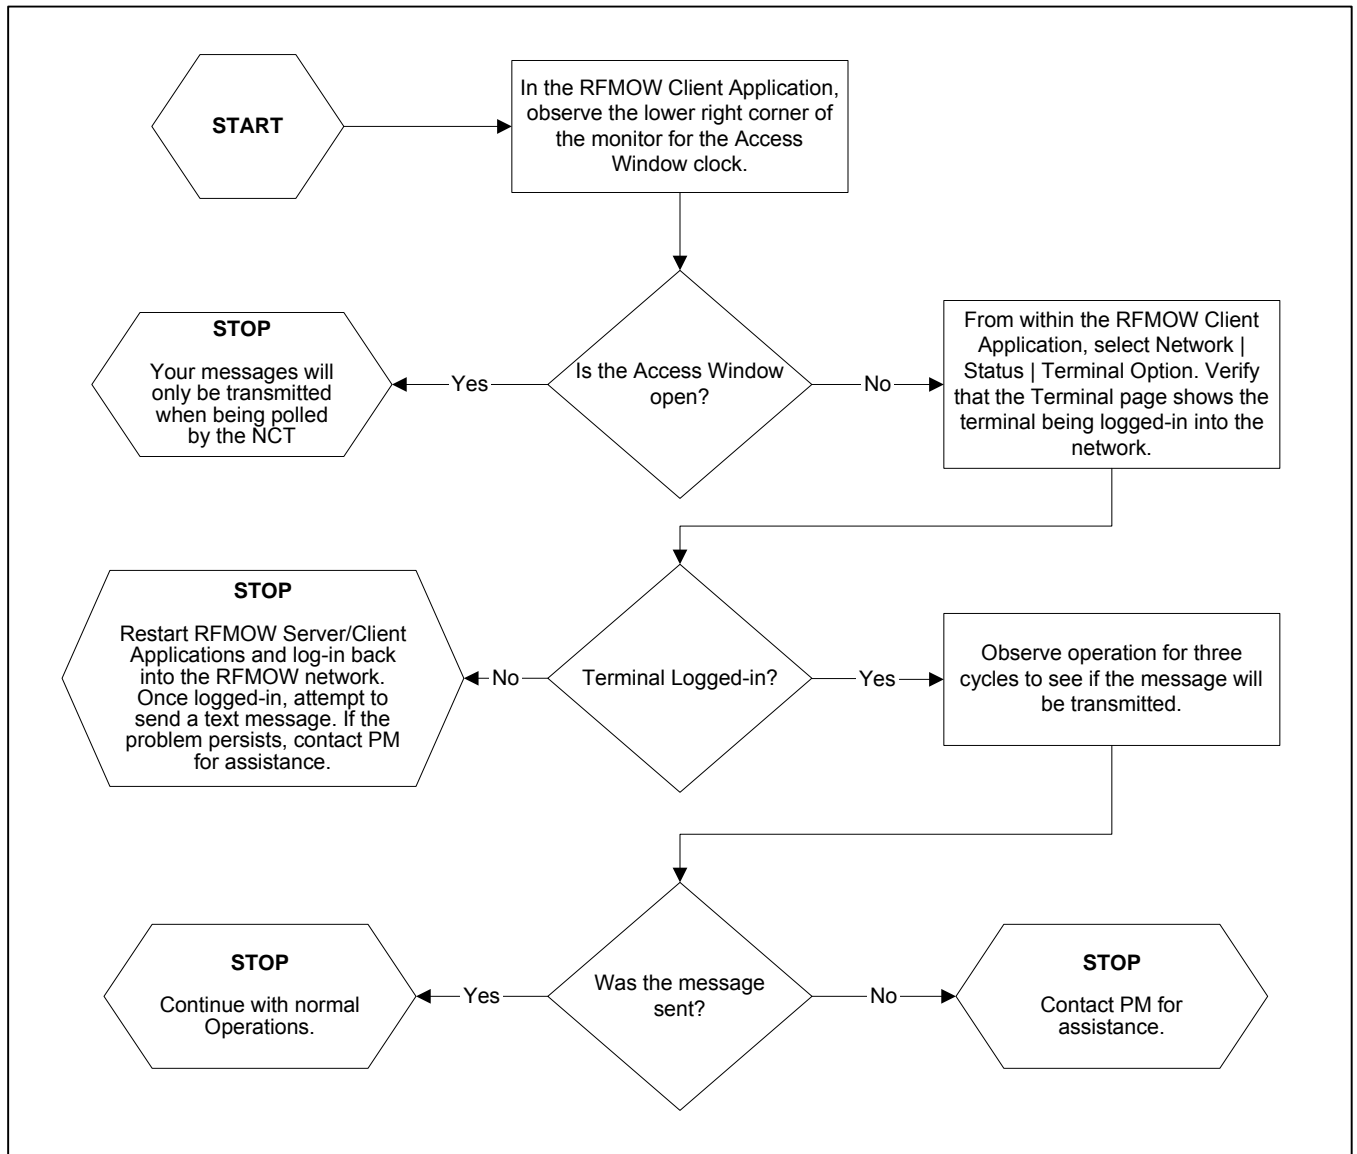 START
In the RFMOW Client Application,
observe the lower right corner of
the monitor for the Access
Window clock.
STOP
Your messages will
only be transmitted
when being polled
by the NCT
Yes
Is the Access Window
open?
No
From within the RFMOW Client
Application, select Network |
Status | Terminal Option. Verify
that the Terminal page shows the
terminal being logged-in into the
network.
STOP
Restart RFMOW Server/Client
Applications and log-in back
into the RFMOW network.
Once logged-in, attempt to
send a text message. If the
problem persists, contact PM
for assistance.
No
Terminal Logged-in?
Yes
Observe operation for three
cycles to see if the message will
be transmitted.
STOP
Continue with normal
Operations.
Yes
Was the message
sent?
No
STOP
Contact PM for
assistance.